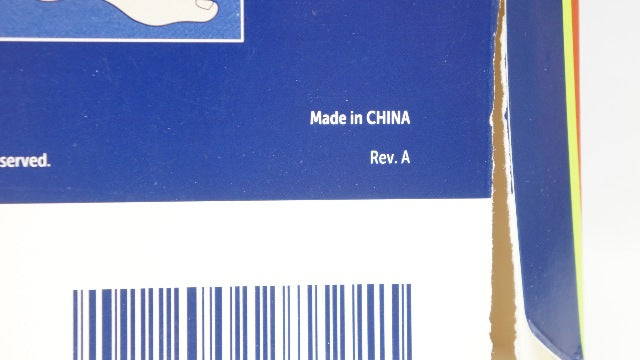 Made in CHINA
served.
Rev. A